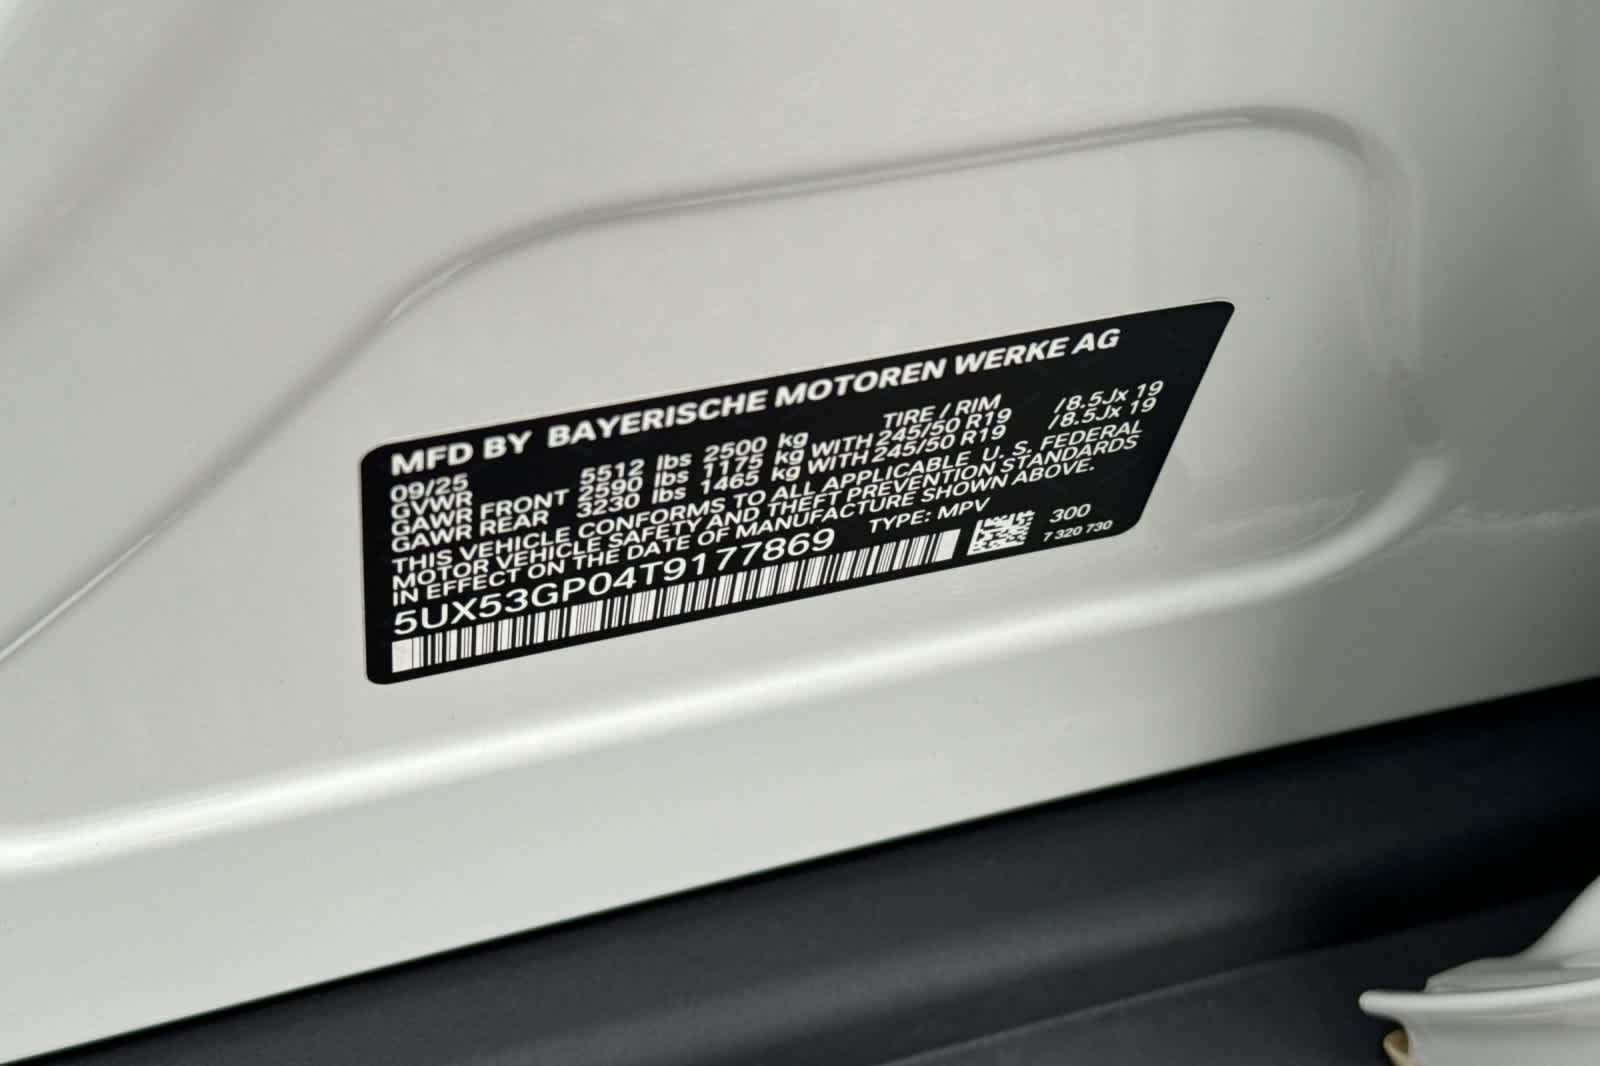 MFD BY BAYERISCHE MOTOREN WERKE AG
09/25 TIRE / RIM
GVWR 5512 lbs 2500 kg
GAWR FRONT 2590 lbs 1175 kg WITH 245/50 R19 /8.5Jx 19
GAWR REAR 3230 lbs 1465 kg WITH 245/50 R19 /8.5Jx 19
THIS VEHICLE CONFORMS TO ALL APPLICABLE U. S. FEDERAL
MOTOR VEHICLE SAFETY AND THEFT PREVENTION STANDARDS
IN EFFECT ON THE DATE OF MANUFACTURE SHOWN ABOVE.
5UX53GP04T9177869 TYPE: MPV
300
7 320 730